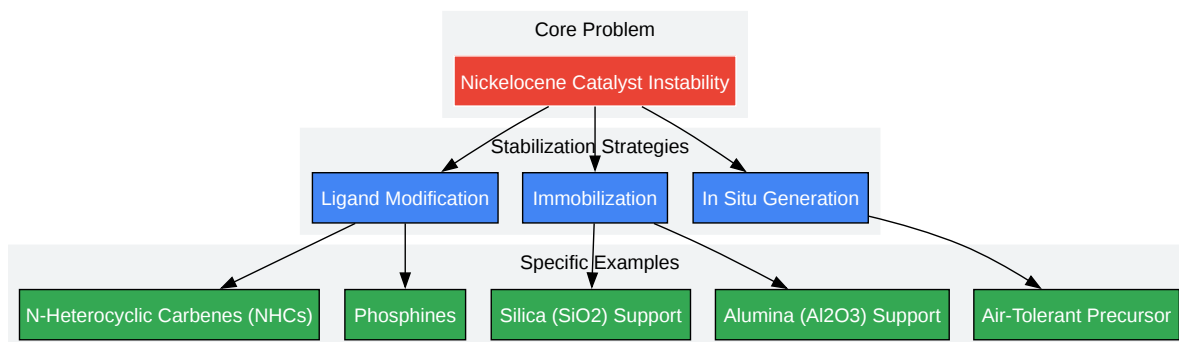 Core Problem
Nickelocene Catalyst Instability
Stabilization Strategies
Ligand Modification
Immobilization
In Situ Generation
Specific Examples
N-Heterocyclic Carbenes (NHCs)
Phosphines
Silica (SiO2) Support
Alumina (Al2O3) Support
Air-Tolerant Precursor